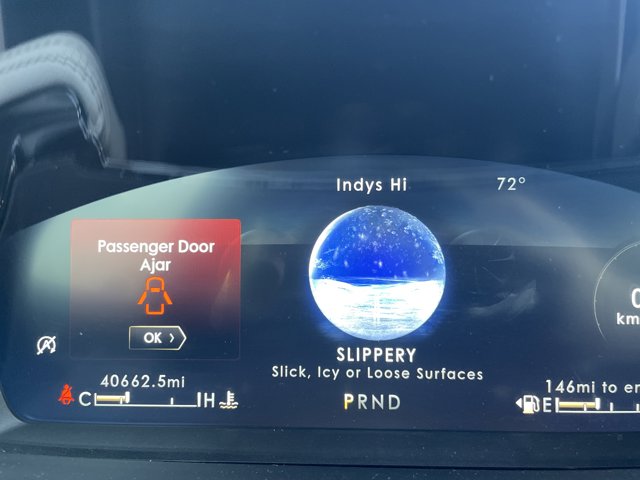 Indys Hi
72°
Passenger Door
Ajar
OK
SLIPPERY
Slick, Icy or Loose Surfaces
40662.5mi
146mi to
C H
PRND
E
0
km